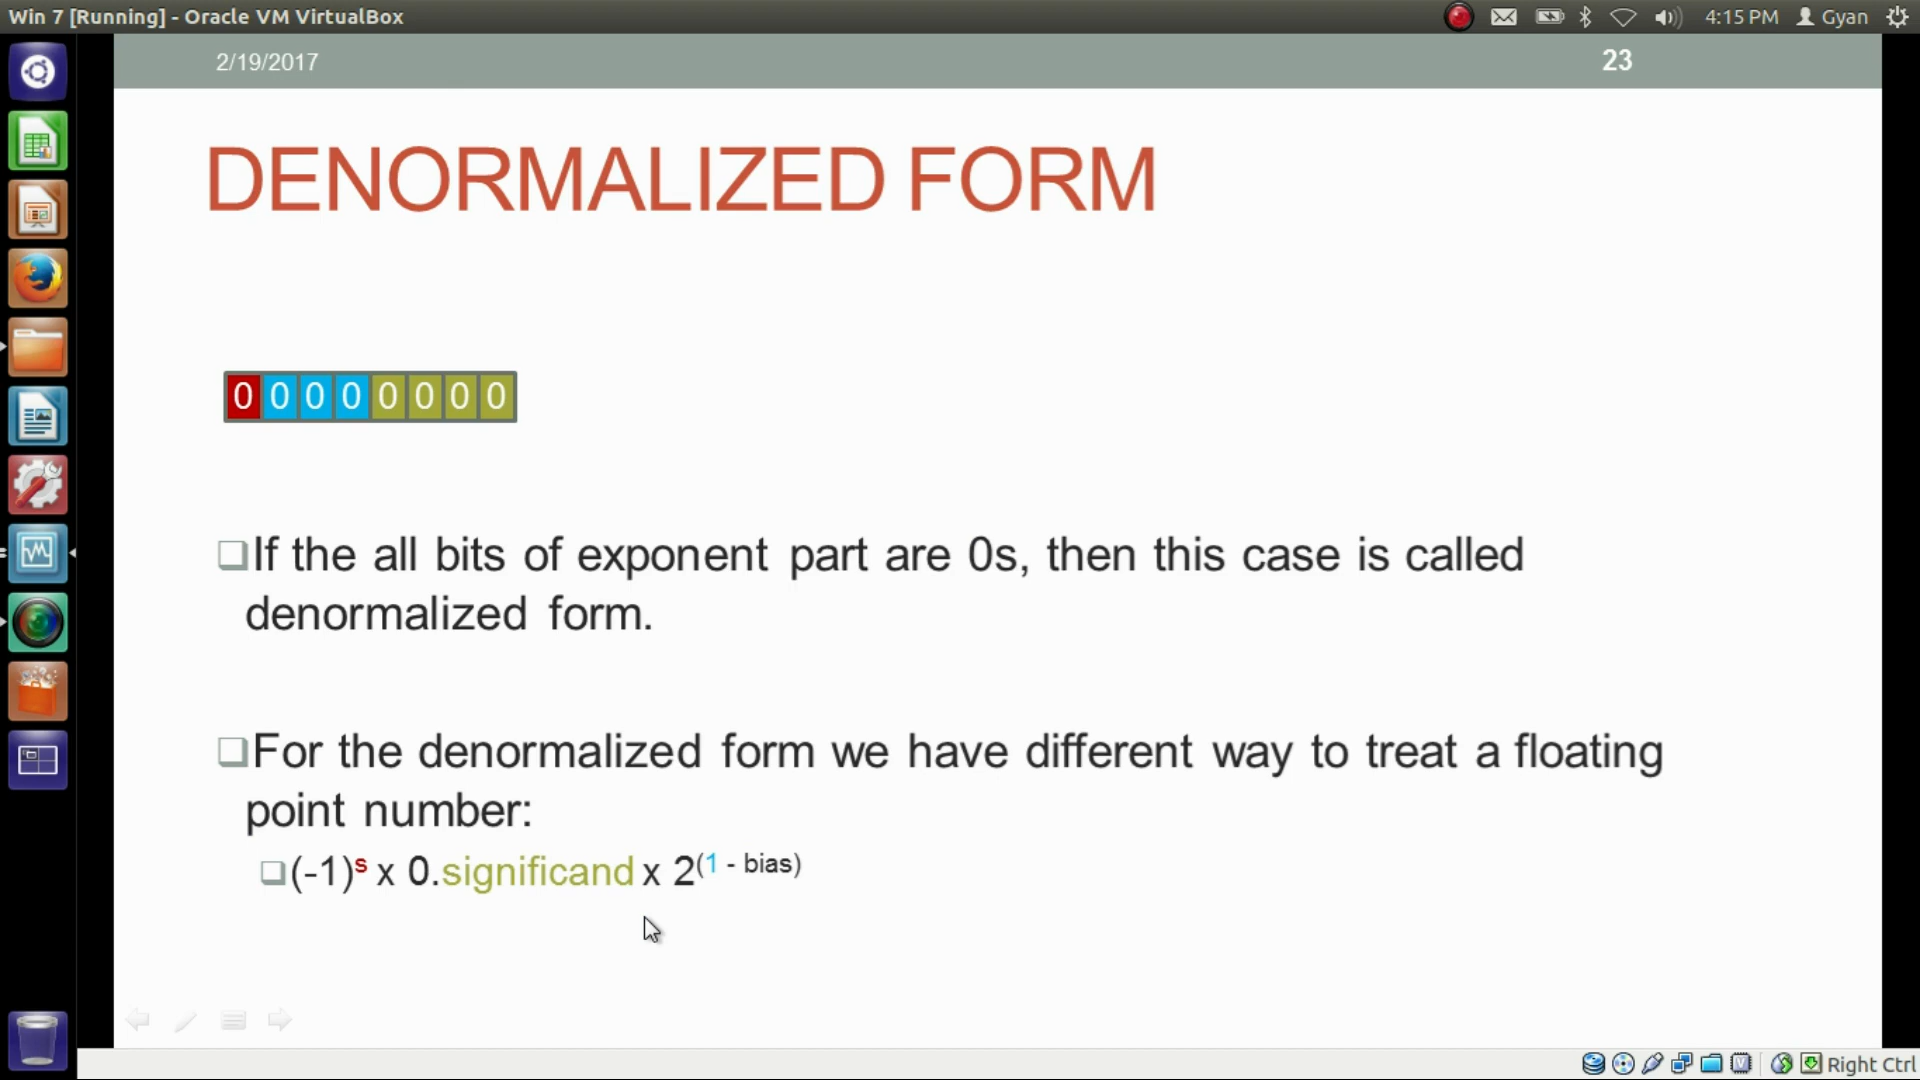 Win 7 [Running] - Oracle VM VirtualBox
4:15 PM Gyan
2/19/2017
23
DENORMALIZED FORM
0 0 0 0 0 0 0 0
If the all bits of exponent part are 0s, then this case is called
denormalized form.
For the denormalized form we have different way to treat a floating
point number:
(-1)s x 0.significand x 2(1 - bias)
Right Ctrl